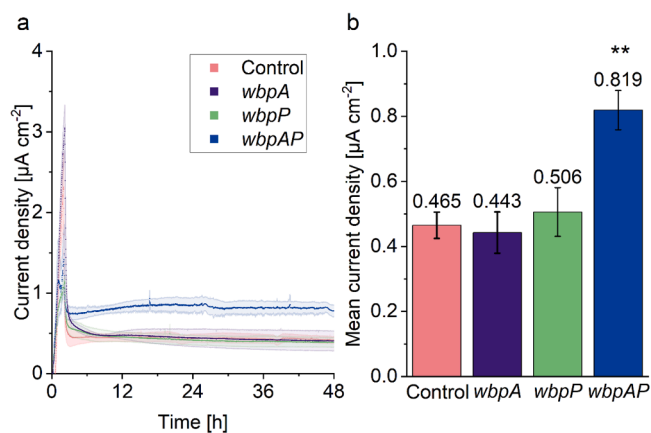 a
Current density [µA cm⁻²]
4
3
2
1
0
0 12 24 36 48
Time [h]
Control
wbpA
wbpP
wbpAP
b
Mean current density [µA cm⁻²]
1.0
0.8
0.6
0.4
0.2
0.0
0.465
0.443
0.506
**
0.819
Control wbpA wbpP wbpAP